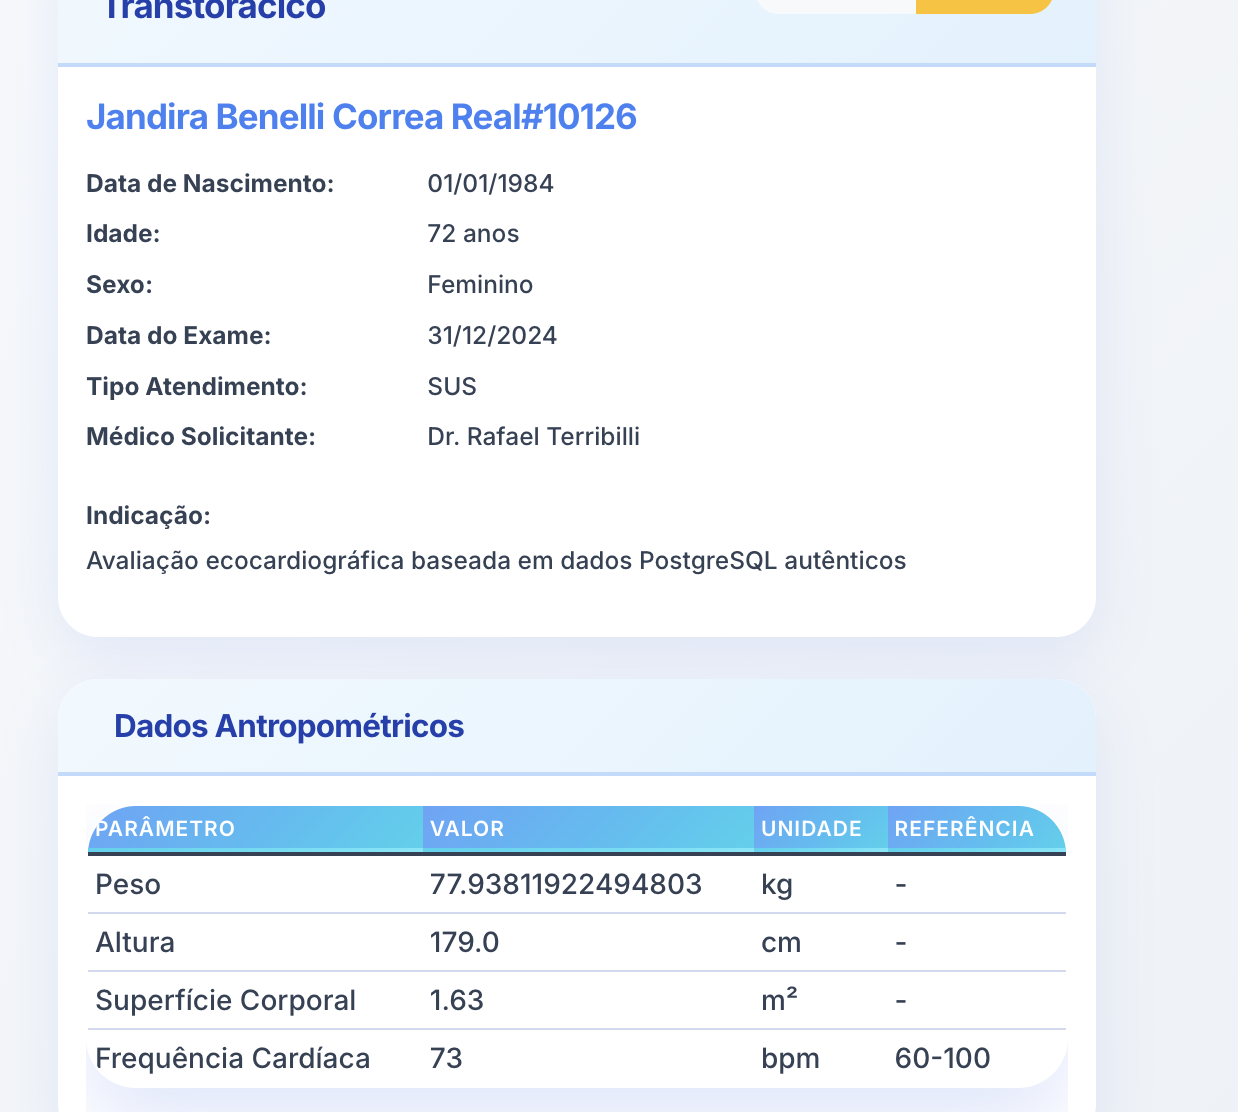 Transtorácico
Jandira Benelli Correa Real#10126
Data de Nascimento: 01/01/1984
Idade: 72 anos
Sexo: Feminino
Data do Exame: 31/12/2024
Tipo Atendimento: SUS
Médico Solicitante: Dr. Rafael Terribilli
Indicação:
Avaliação ecocardiográfica baseada em dados PostgreSQL autênticos
Dados Antropométricos
PARÂMETRO VALOR UNIDADE REFERÊNCIA
Peso 77.93811922494803 kg -
Altura 179.0 cm -
Superfície Corporal 1.63 m² -
Frequência Cardíaca 73 bpm 60-100